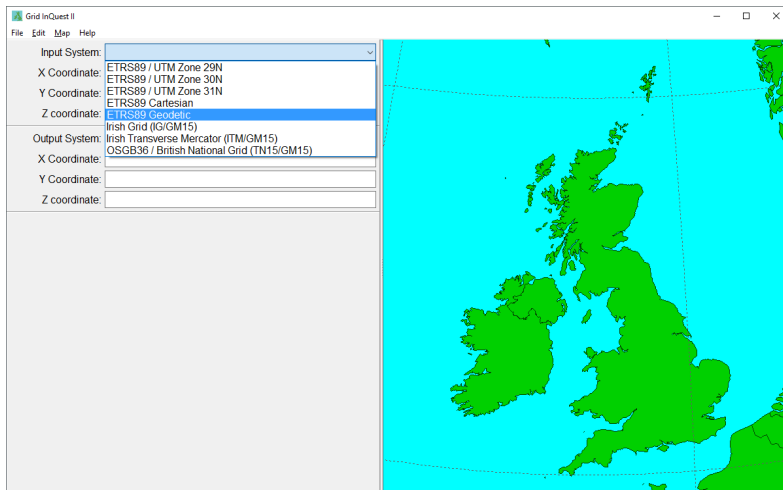 Grid InQuest II
File Edit Map Help
Input System:
X Coordinate:
Y Coordinate:
Z coordinate:
ETRS89 / UTM Zone 29N
ETRS89 / UTM Zone 30N
ETRS89 / UTM Zone 31N
ETRS89 Cartesian
ETRS89 Geodetic
Irish Grid (IG/GM15)
Irish Transverse Mercator (ITM/GM15)
OSGB36 / British National Grid (TN15/GM15)
Output System:
X Coordinate:
Y Coordinate:
Z coordinate: